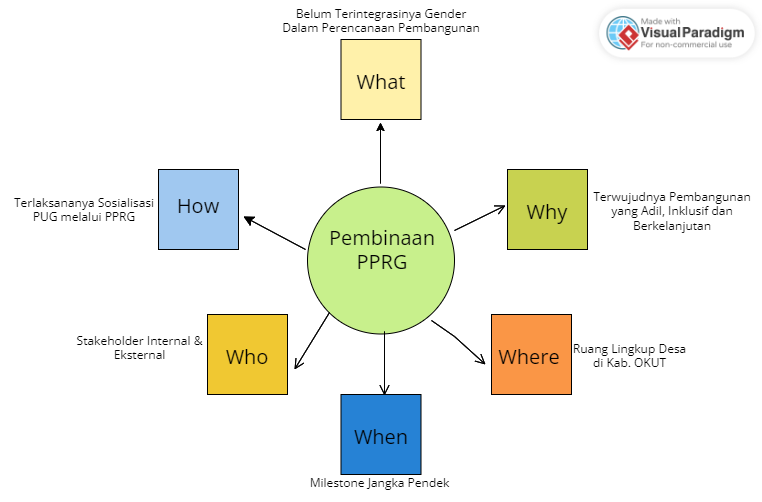 Belum Terintegrasinya Gender
Dalam Perencanaan Pembangunan
Made with
VisualParadigm
For non-commercial use
What
How
Terlaksananya Sosialisasi
PUG melalui PPRG
Why
Terwujudnya Pembangunan
yang Adil, Inklusif dan
Berkelanjutan
Pembinaan
PPRG
Stakeholder Internal &
Eksternal
Who
Where
Ruang Lingkup Desa
di Kab. OKUT
When
Milestone Jangka Pendek